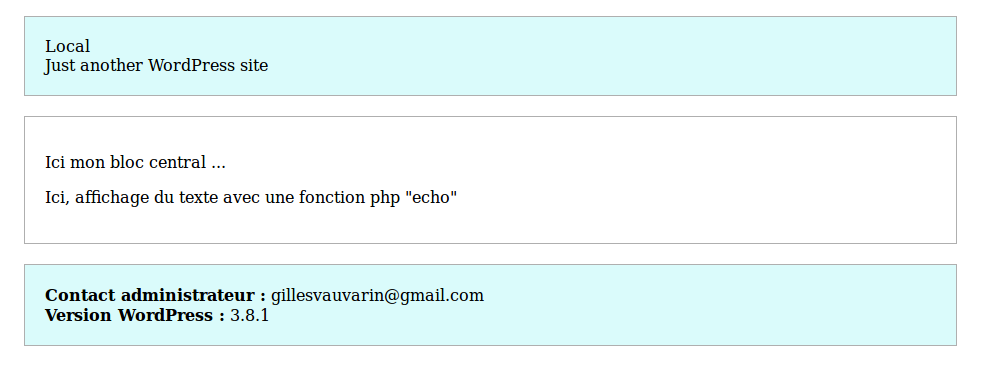 Local
Just another WordPress site
Ici mon bloc central ...
Ici, affichage du texte avec une fonction php "echo"
Contact administrateur : gillesvauvarin@gmail.com
Version WordPress : 3.8.1